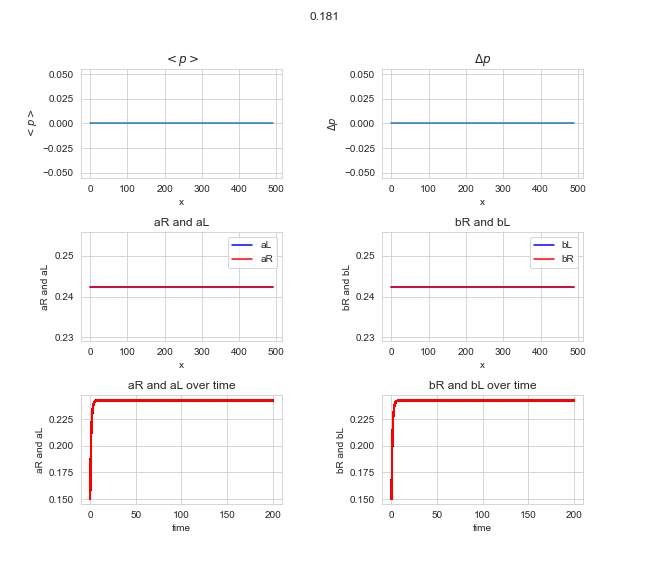 0.181
< p >
Δp
0.050
0.025
0.000
−0.025
−0.050
< p >
0 100 200 300 400 500
x
0.050
0.025
0.000
−0.025
−0.050
Δp
0 100 200 300 400 500
x
aR and aL
bR and bL
0.25
0.24
0.23
aR and aL
aL
aR
0 100 200 300 400 500
x
0.25
0.24
0.23
bR and bL
bL
bR
0 100 200 300 400 500
x
aR and aL over time
bR and bL over time
0.225
0.200
0.175
0.150
aR and aL
0 50 100 150 200
time
0.225
0.200
0.175
0.150
bR and bL
0 50 100 150 200
time